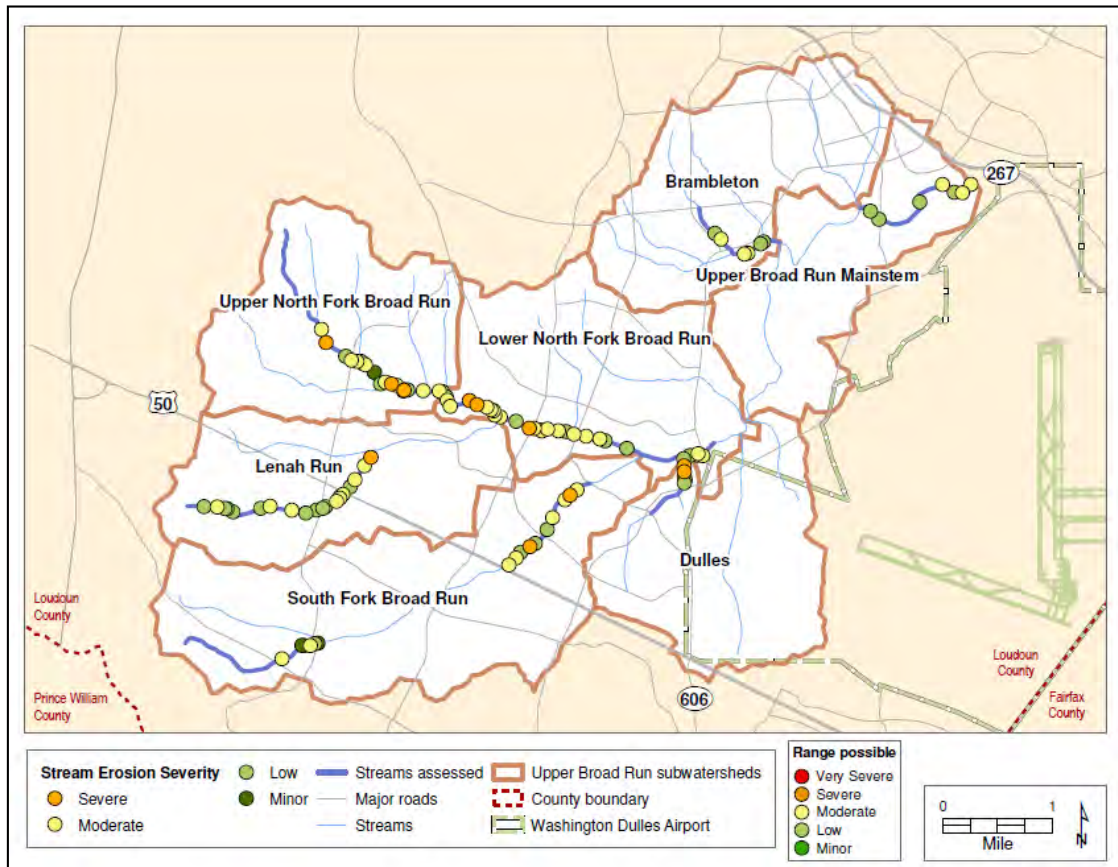 267
Brambleton
Upper Broad Run Mainstem
Upper North Fork Broad Run
Lower North Fork Broad Run
50
Lenah Run
Dulles
South Fork Broad Run
Loudoun
County
Prince William
County
606
Loudoun
County
Fairfax
County
Stream Erosion Severity
Severe
Moderate
Low
Minor
Streams assessed
Major roads
Streams
Upper Broad Run subwatersheds
County boundary
Washington Dulles Airport
Range possible
Very Severe
Severe
Moderate
Low
Minor
0 1
Mile
N